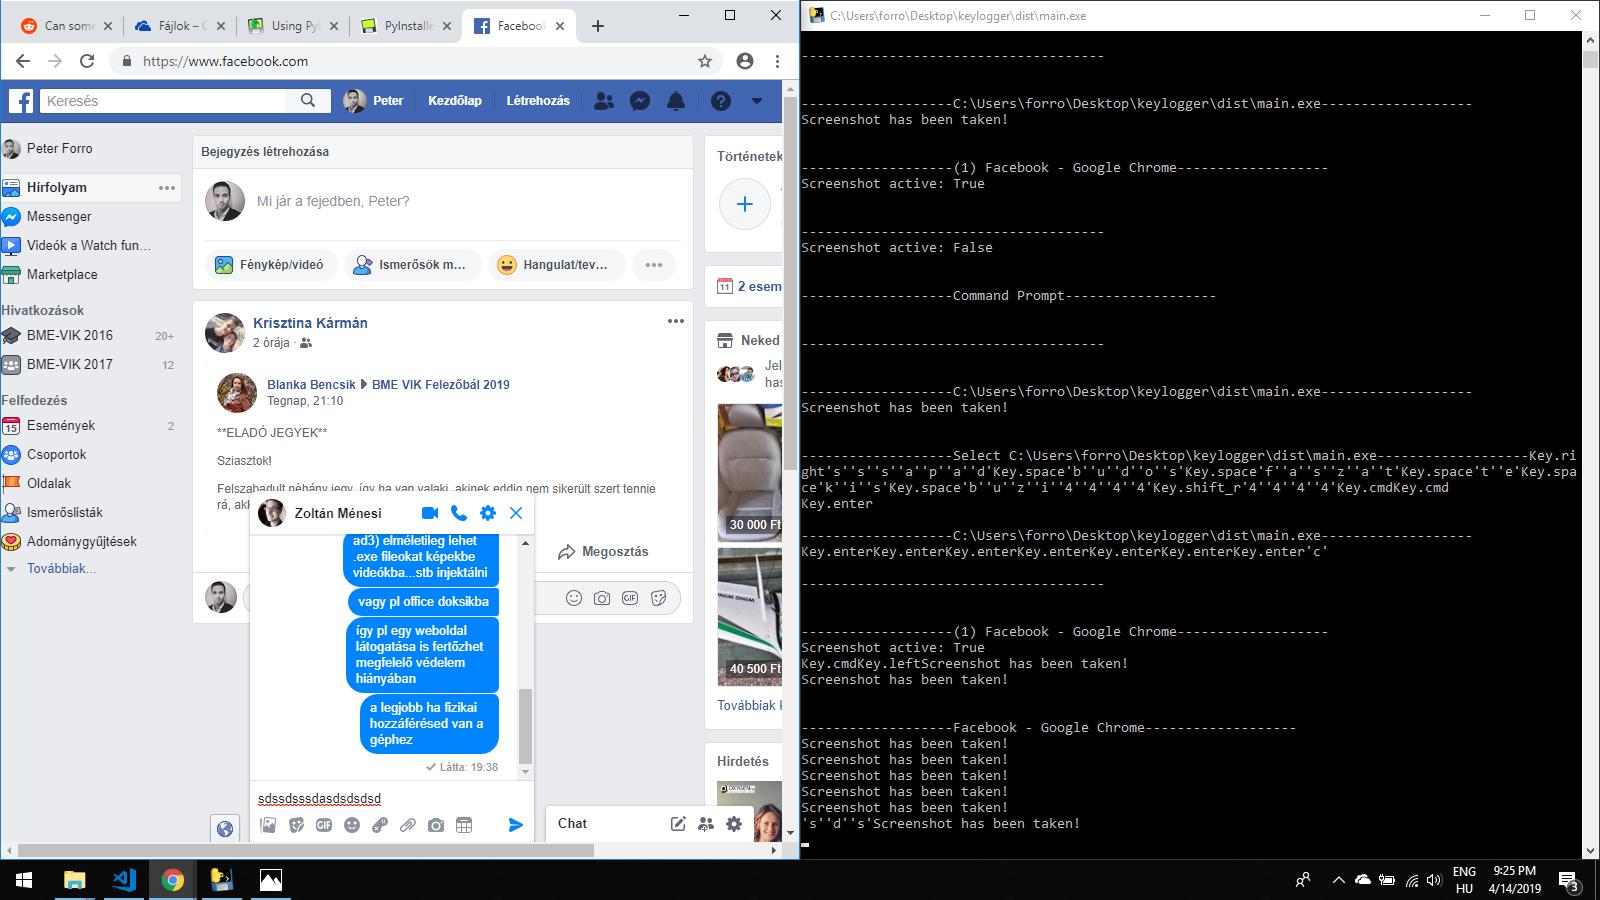 Can some
Fájlok – O
Using PyI
PyInstalle
Facebook
https://www.facebook.com
Keresés
Peter
Kezdőlap
Létrehozás
Peter Forro
Hírfolyam
Messenger
Videók a Watch fun...
Marketplace
Hivatkozások
BME-VIK 2016
20+
BME-VIK 2017
12
Felfedezés
Események
2
Csoportok
Oldalak
Ismerőslisták
Adománygyűjtések
Továbbiak...
Bejegyzés létrehozása
Mi jár a fejedben, Peter?
Fénykép/videó
Ismerősök m...
Hangulat/tev...
Krisztina Kármán
2 órája ·
Blanka Bencsik
BME VIK Felezőbál 2019
Tegnap, 21:10
**ELADÓ JEGYEK**
Sziasztok!
Felszabadult néhány jegy, így ha van valaki, akinek eddig nem sikerült szert tennie
rá, akk
Megosztás
GIF
Zoltán Ménesi
ad3) elméletileg lehet
.exe fileokat képekbe
videókba...stb injektálni
vagy pl office doksikba
így pl egy weboldal
látogatása is fertőzhet
megfelelő védelem
hiányában
a legjobb ha fizikai
hozzáférésed van a
géphez
Látta: 19:38
sdssdsssdasdsdsdsd
GIF
Chat
Történetek
11
2 esem
Neked
Jel
has
30 000 Ft
40 500 Ft
Továbbiak k
Hirdetés
C:\Users\forro\Desktop\keylogger\dist\main.exe
--------------------------------------
-------------------C:\Users\forro\Desktop\keylogger\dist\main.exe-------------------
Screenshot has been taken!
-------------------(1) Facebook - Google Chrome-------------------
Screenshot active: True
--------------------------------------
Screenshot active: False
-------------------Command Prompt-------------------
--------------------------------------
-------------------C:\Users\forro\Desktop\keylogger\dist\main.exe-------------------
Screenshot has been taken!
-------------------Select C:\Users\forro\Desktop\keylogger\dist\main.exe-------------------Key.ri
ght's''s''s''a''p''a''d'Key.space'b''u''d''o''s'Key.space'f''a''s''z''a''t'Key.space't''e'Key.spa
ce'k''i''s'Key.space'b''u''z''i''4''4''4''4'Key.shift_r'4''4''4''4'Key.cmdKey.cmd
Key.enter
-------------------C:\Users\forro\Desktop\keylogger\dist\main.exe-------------------
Key.enterKey.enterKey.enterKey.enterKey.enterKey.enterKey.enter'c'
--------------------------------------
-------------------(1) Facebook - Google Chrome-------------------
Screenshot active: True
Key.cmdKey.leftScreenshot has been taken!
Screenshot has been taken!
-------------------Facebook - Google Chrome-------------------
Screenshot has been taken!
Screenshot has been taken!
Screenshot has been taken!
Screenshot has been taken!
Screenshot has been taken!
's''d''s'Screenshot has been taken!
ENG
HU
9:25 PM
4/14/2019
3